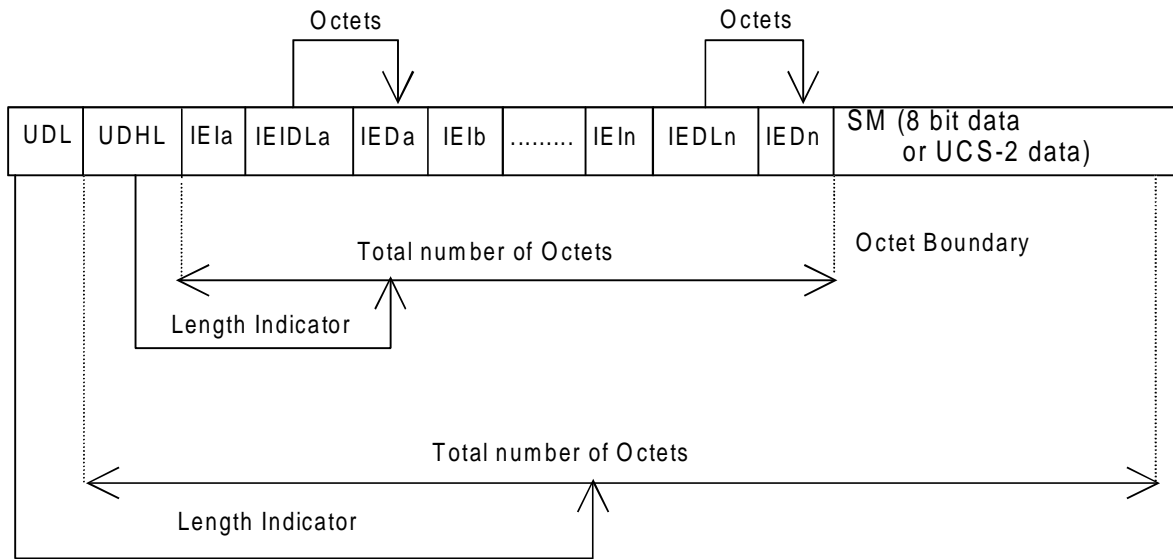 Octets Octets
UDL UDHL IEIa IEIDLa IEDa IEIb ......... IEIn IEDLn IEDn SM (8 bit data
or UCS-2 data)
Total number of Octets Octet Boundary
Length Indicator
Total number of Octets
Length Indicator